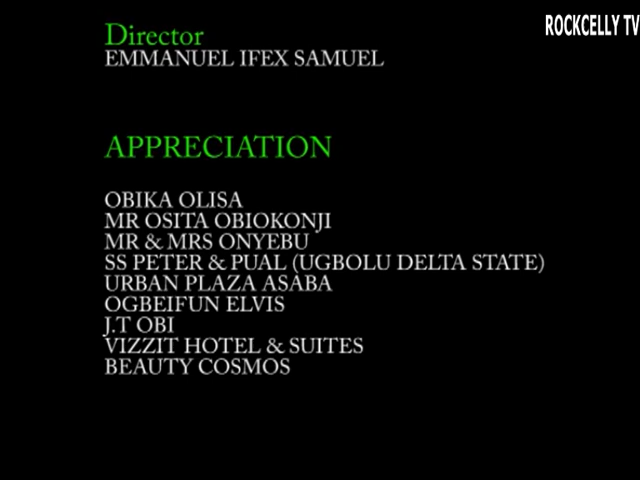 ROCKCELLY TV
Director
EMMANUEL IFEX SAMUEL
APPRECIATION
OBIKA OLISA
MR OSITA OBIOKONJI
MR & MRS ONYEBU
SS PETER & PUAL (UGBOLU DELTA STATE)
URBAN PLAZA ASABA
OGBEIFUN ELVIS
J.T OBI
VIZZIT HOTEL & SUITES
BEAUTY COSMOS